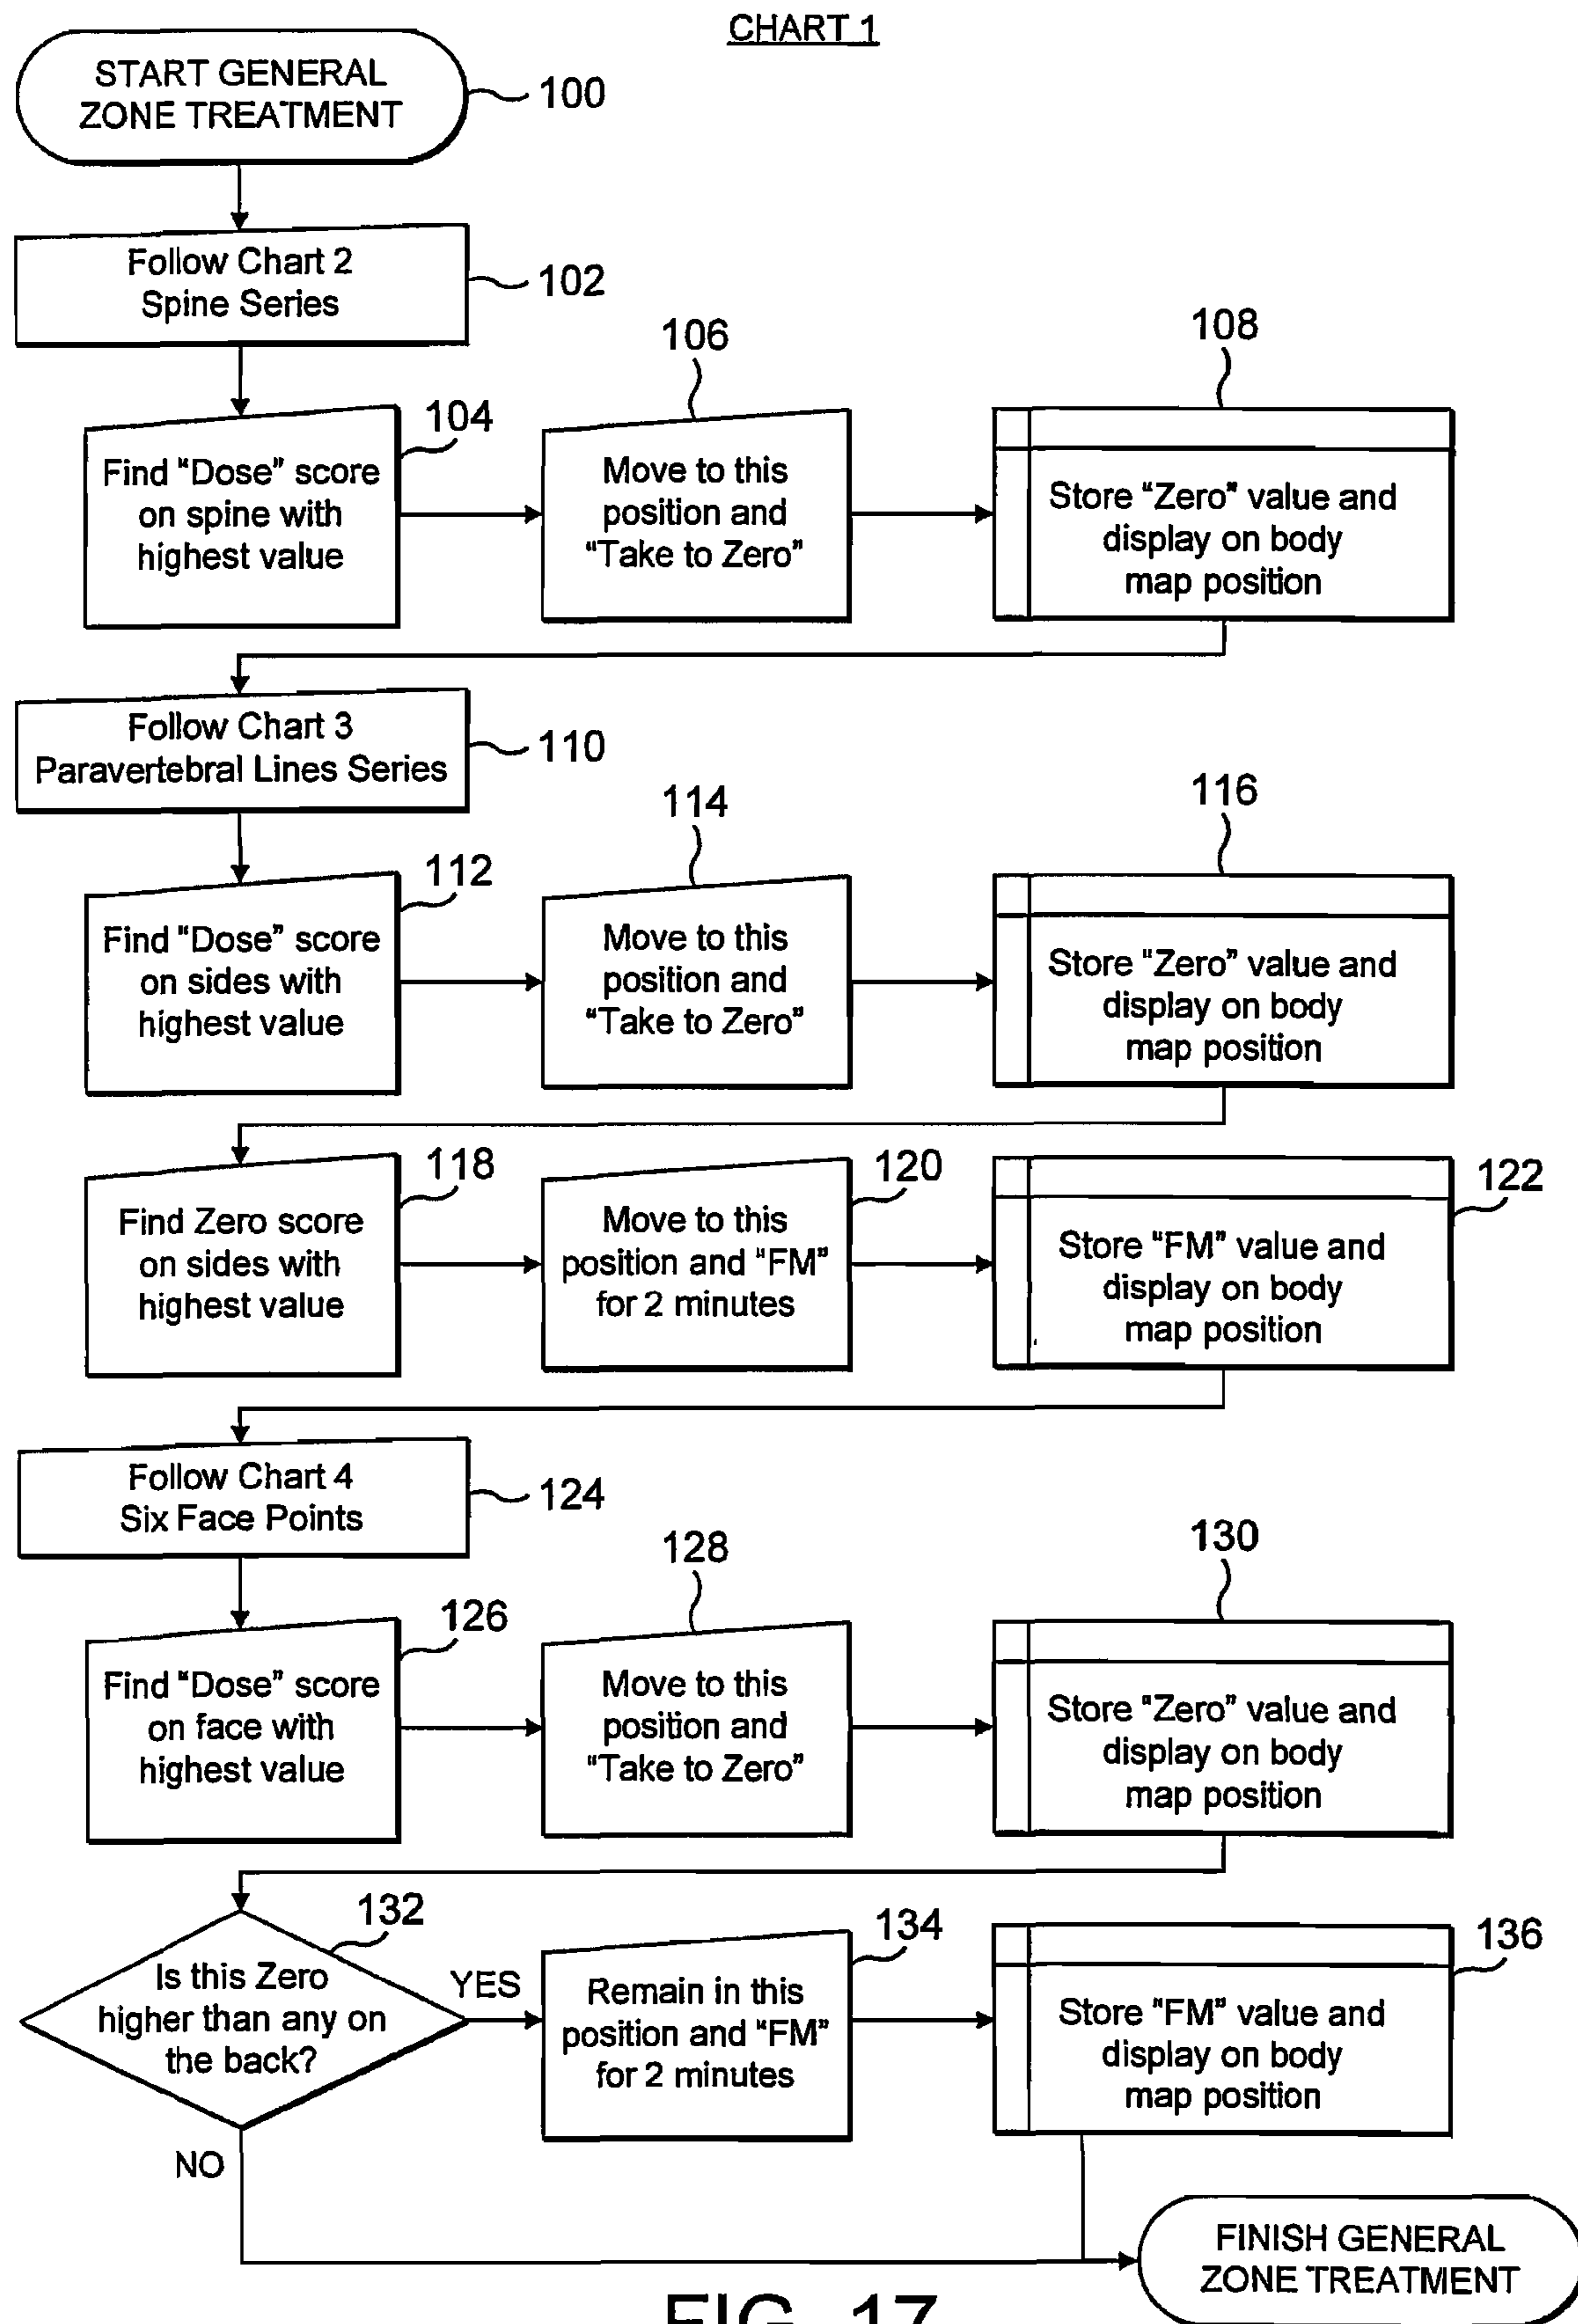 CHART 1
START GENERAL
ZONE TREATMENT
100
Follow Chart 2
Spine Series
102
Find "Dose" score
on spine with
highest value
104
Move to this
position and
"Take to Zero"
106
Store "Zero" value and
display on body
map position
108
Follow Chart 3
Paravertebral Lines Series
110
Find "Dose" score
on sides with
highest value
112
Move to this
position and
"Take to Zero"
114
Store "Zero" value and
display on body
map position
116
Find Zero score
on sides with
highest value
118
Move to this
position and "FM"
for 2 minutes
120
Store "FM" value and
display on body
map position
122
Follow Chart 4
Six Face Points
124
Find "Dose" score
on face with
highest value
126
Move to this
position and
"Take to Zero"
128
Store "Zero" value and
display on body
map position
130
Is this Zero
higher than any on
the back?
132
YES
NO
Remain in this
position and "FM"
for 2 minutes
134
Store "FM" value and
display on body
map position
136
FINISH GENERAL
ZONE TREATMENT
FIG. 17